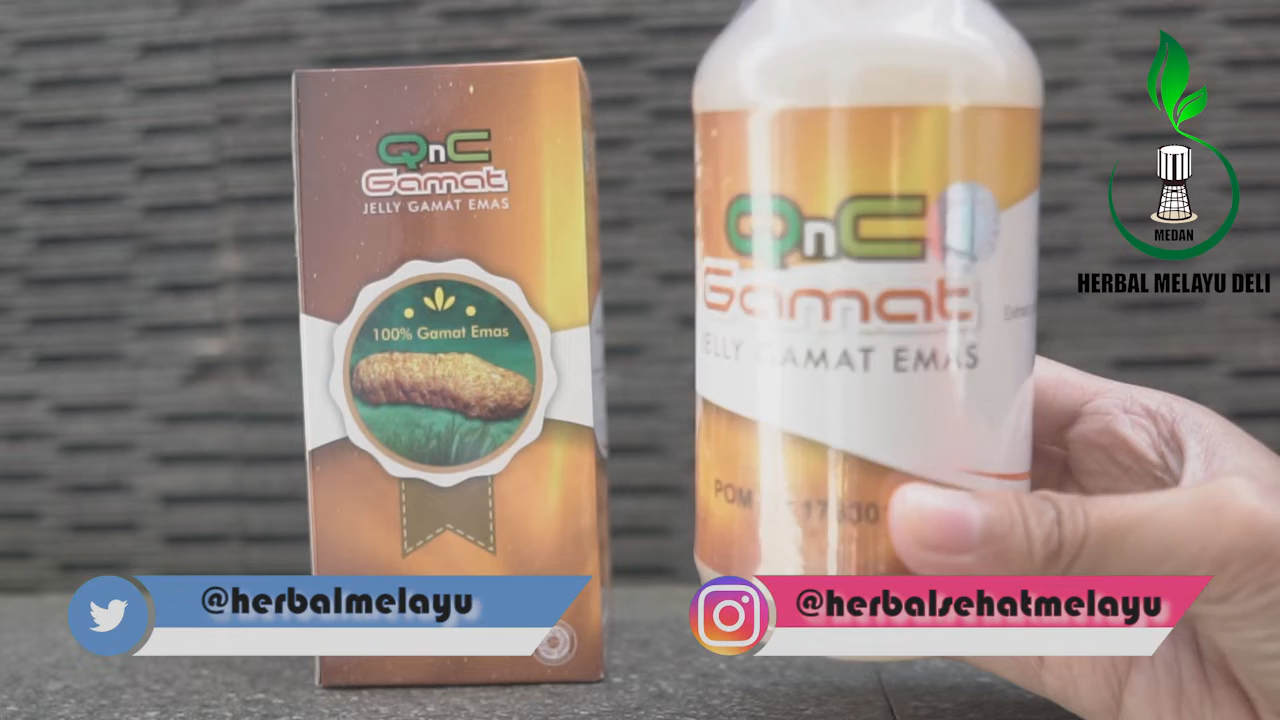 QnC
Gamat
JELLY GAMAT EMAS
100% Gamat Emas
QnC
Gamat
JELLY GAMAT EMAS
POM
MEDAN
HERBAL MELAYU DELI
@herbalmelayu
@herbalsehatmelayu